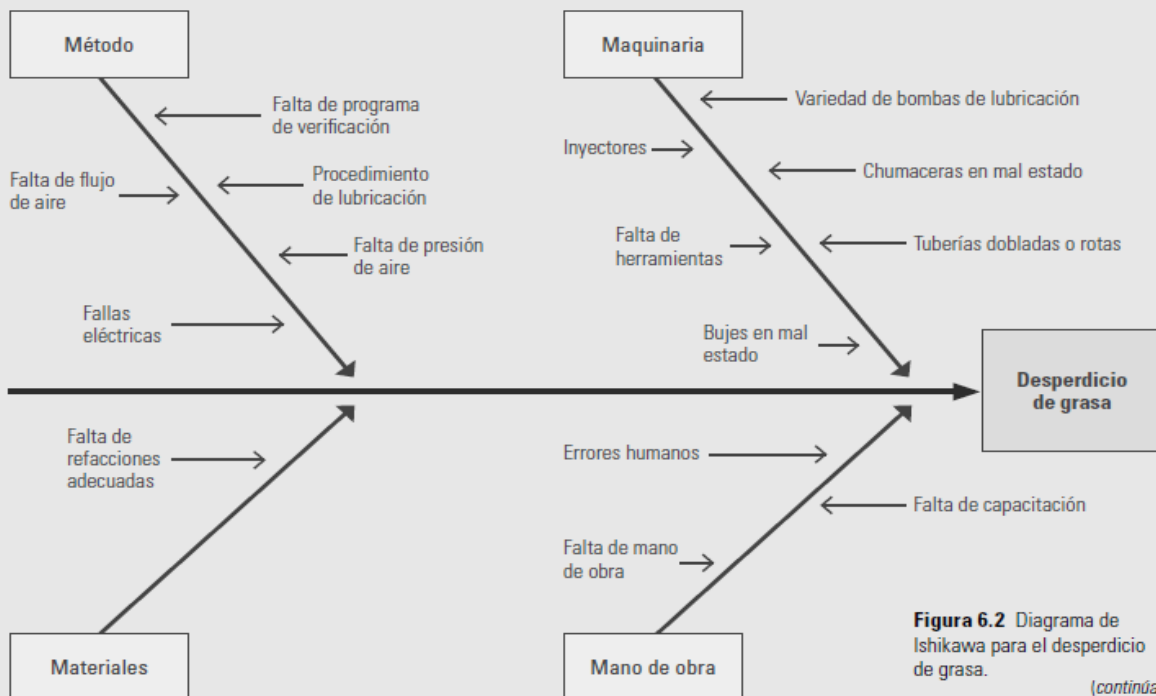 Método
Falta de programa
de verificación
Falta de flujo
de aire
Procedimiento
de lubricación
Falta de presión
de aire
Fallas
eléctricas
Maquinaria
Variedad de bombas de lubricación
Inyectores
Chumaceras en mal estado
Falta de
herramientas
Tuberías dobladas o rotas
Bujes en mal
estado
Desperdicio
de grasa
Falta de
refacciones
adecuadas
Materiales
Errores humanos
Falta de capacitación
Falta de mano
de obra
Mano de obra
Figura 6.2 Diagrama de
Ishikawa para el desperdicio
de grasa.
(continúa